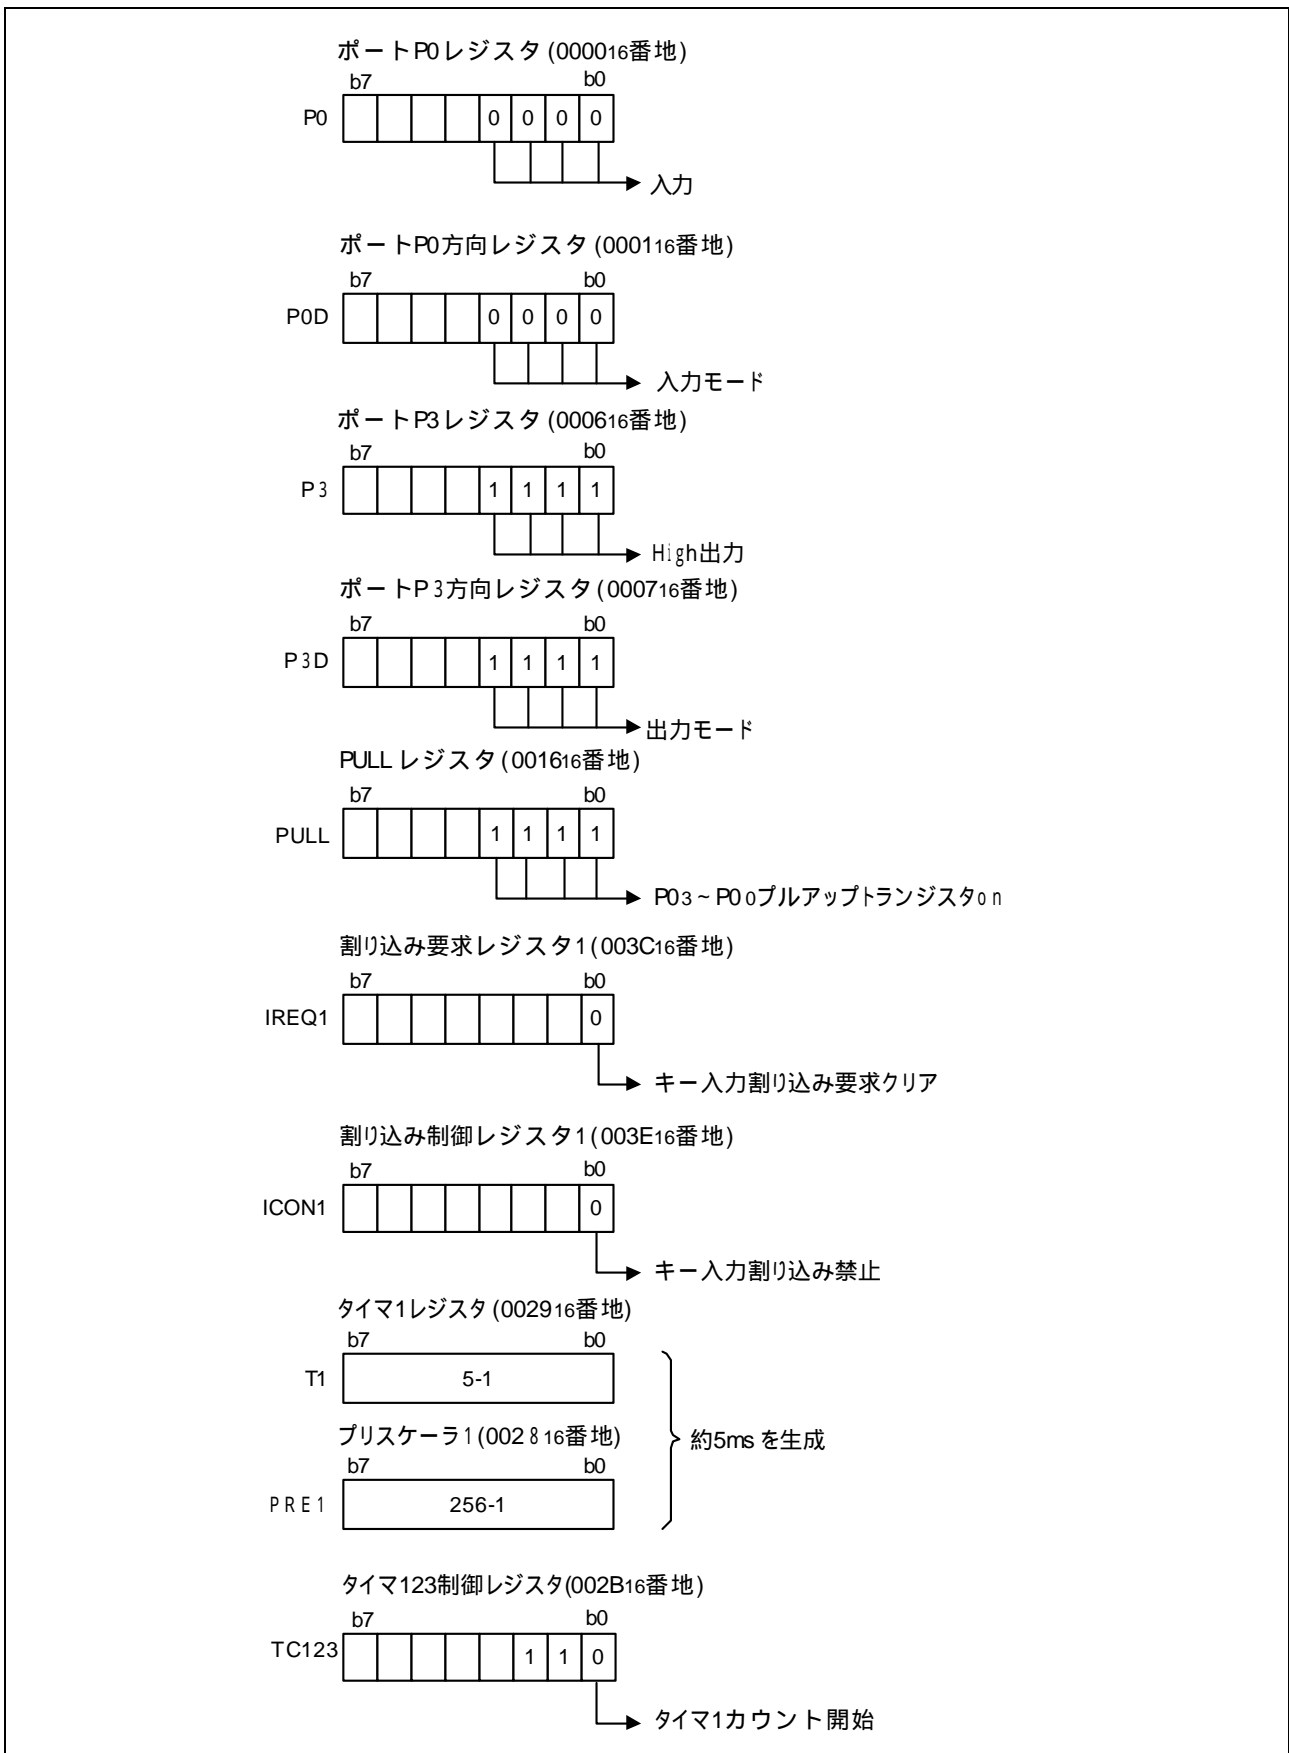 ポートP0レジスタ(000016番地)
b7 b0
P0 0 0 0 0
入力
ポートP0方向レジスタ(000116番地)
b7 b0
P0D 0 0 0 0
入力モード
ポートP3レジスタ(000616番地)
b7 b0
P3 1 1 1 1
High出力
ポートP3方向レジスタ(000716番地)
b7 b0
P3D 1 1 1 1
出力モード
PULLレジスタ(001616番地)
b7 b0
PULL 1 1 1 1
P03~P00プルアップトランジスタon
割り込み要求レジスタ1(003C16番地)
b7 b0
IREQ1 0
キー入力割り込み要求クリア
割り込み制御レジスタ1(003E16番地)
b7 b0
ICON1 0
キー入力割り込み禁止
タイマ1レジスタ(002916番地)
b7 b0
T1 5-1
プリスケーラ1(002816番地)
約5msを生成
b7 b0
PRE1 256-1
タイマ123制御レジスタ(002B16番地)
b7 b0
TC123 1 1 0
タイマ1カウント開始